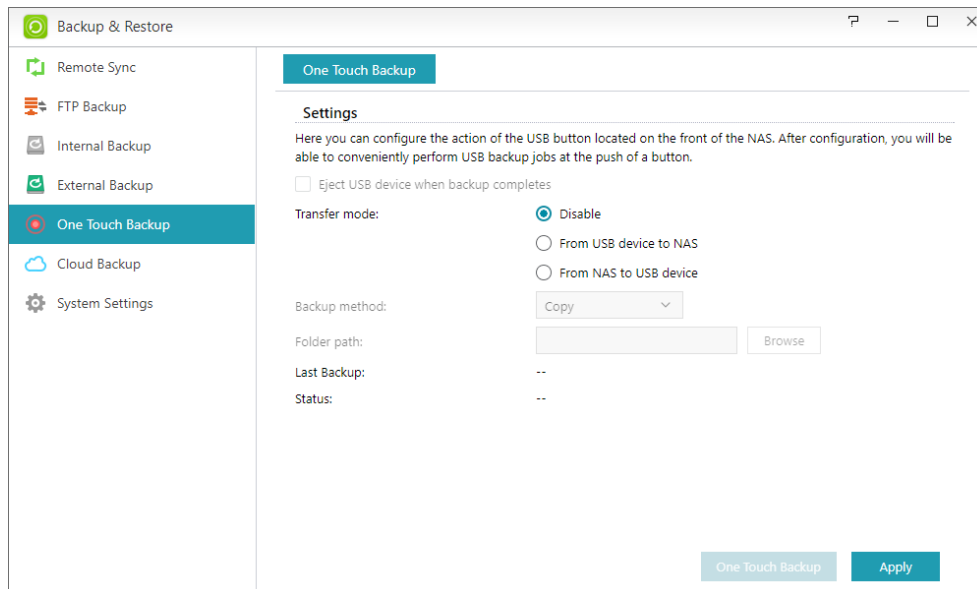 Backup & Restore
Remote Sync
FTP Backup
Internal Backup
External Backup
One Touch Backup
Cloud Backup
System Settings
One Touch Backup
Settings
Here you can configure the action of the USB button located on the front of the NAS. After configuration, you will be
able to conveniently perform USB backup jobs at the push of a button.
Eject USB device when backup completes
Transfer mode:
Disable
From USB device to NAS
From NAS to USB device
Backup method:
Copy
Folder path:
Browse
Last Backup:
--
Status:
--
One Touch Backup
Apply